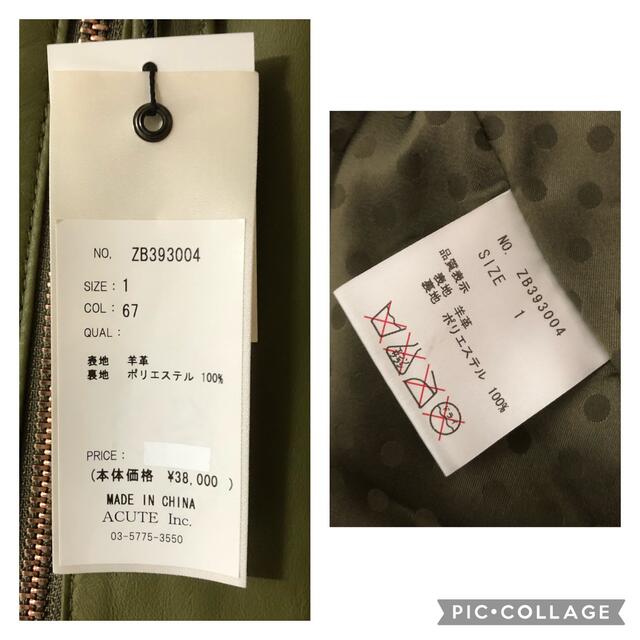 NO. ZB393004
SIZE: 1
COL: 67
QUAL:
表地 羊革
裏地 ポリエステル 100%
PRICE:
(本体価格 ¥38,000 )
MADE IN CHINA
ACUTE Inc.
03-5775-3550
NO. ZB393004
SIZE 1
品質表示
表地 羊革
裏地 ポリエステル 100%
PIC•COLLAGE